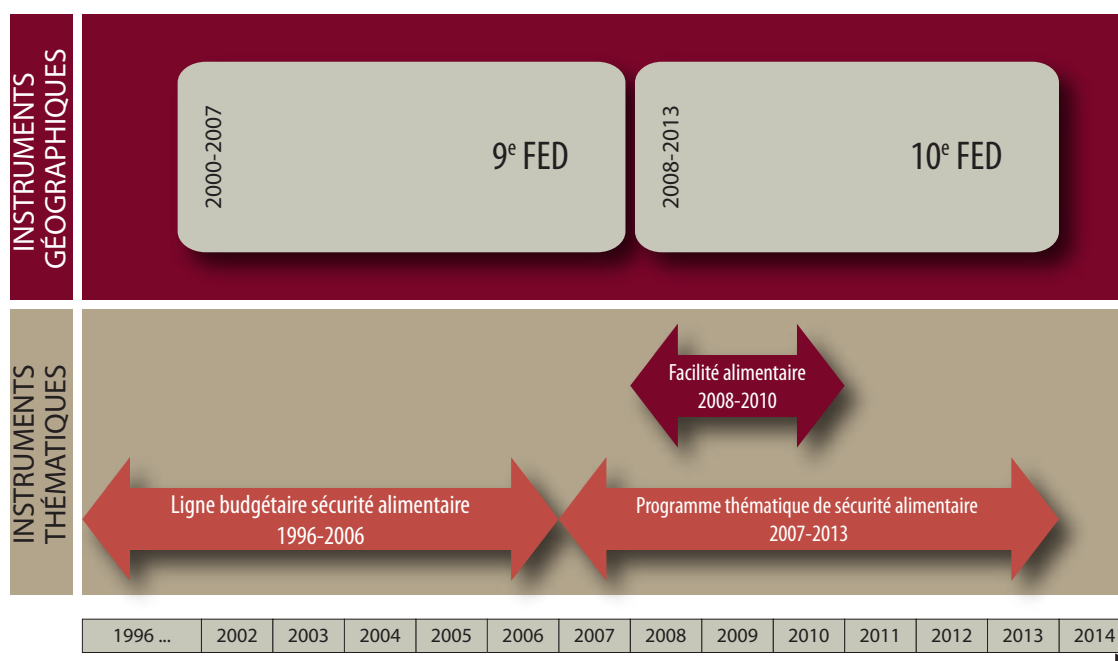 INSTRUMENTS
GÉOGRAPHIQUES
2000-2007
9e FED
2008-2013
10e FED
INSTRUMENTS
THÉMATIQUES
Facilité alimentaire
2008-2010
Ligne budgétaire sécurité alimentaire
1996-2006
Programme thématique de sécurité alimentaire
2007-2013
1996 ... 2002 2003 2004 2005 2006 2007 2008 2009 2010 2011 2012 2013 2014